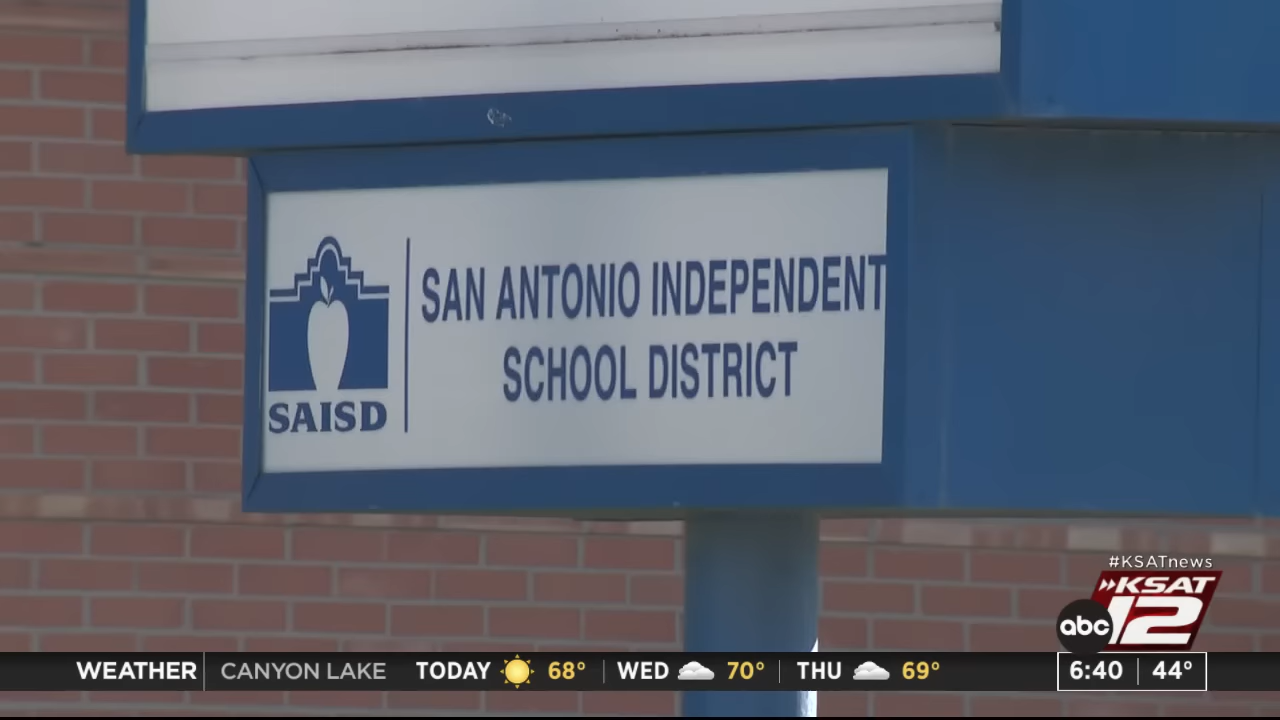 SAN ANTONIO INDEPENDENT
SCHOOL DISTRICT
SAISD
#KSATnews
KSAT
12
abc
WEATHER CANYON LAKE TODAY 68° WED 70° THU 69° 6:40 44°